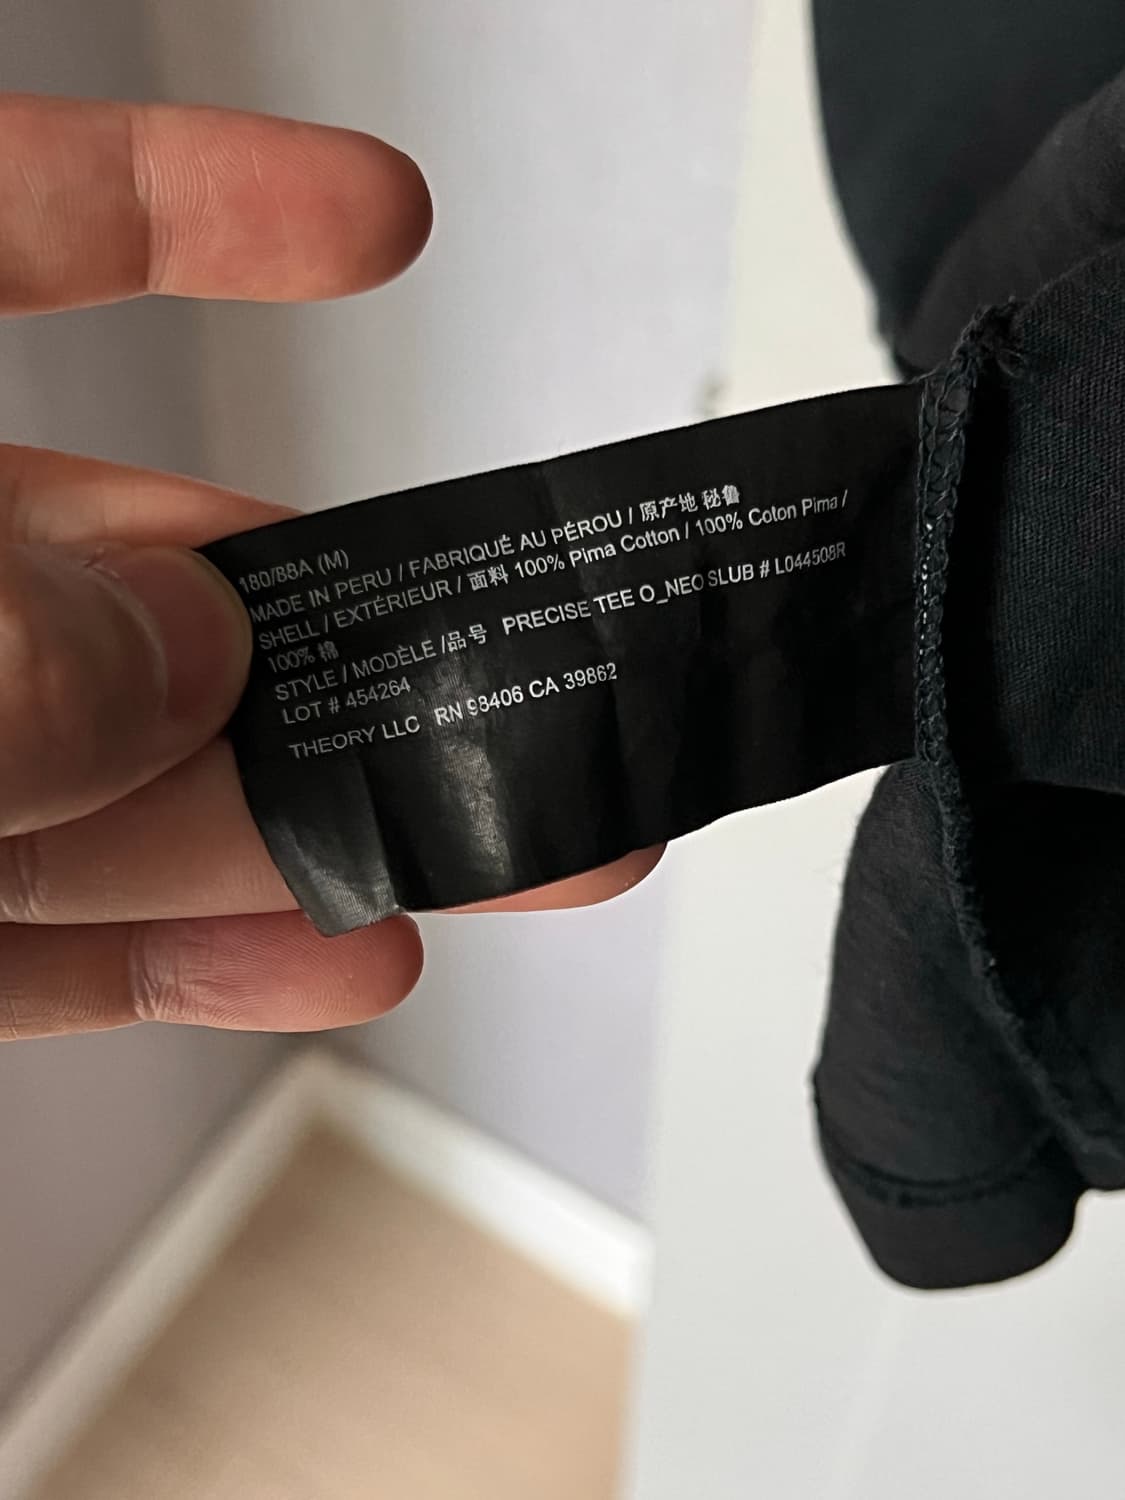 180/88A (M)
MADE IN PERU / FABRIQUÉ AU PÉROU / 原产地 秘鲁
SHELL / EXTÉRIEUR / 面料 100% Pima Cotton / 100% Coton Pima /
100% 棉
STYLE / MODÈLE /品号 PRECISE TEE O_NEO SLUB # L044508R
LOT # 454264
THEORY LLC RN 98406 CA 39862